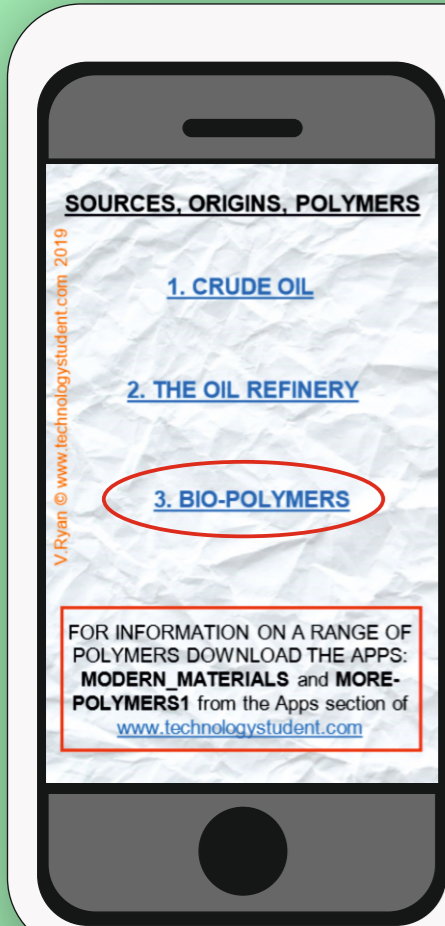 SOURCES, ORIGINS, POLYMERS
V.Ryan © www.technologystudent.com 2019
1. CRUDE OIL
2. THE OIL REFINERY
3. BIO-POLYMERS
FOR INFORMATION ON A RANGE OF
POLYMERS DOWNLOAD THE APPS:
MODERN_MATERIALS and MORE-
POLYMERS1 from the Apps section of
www.technologystudent.com